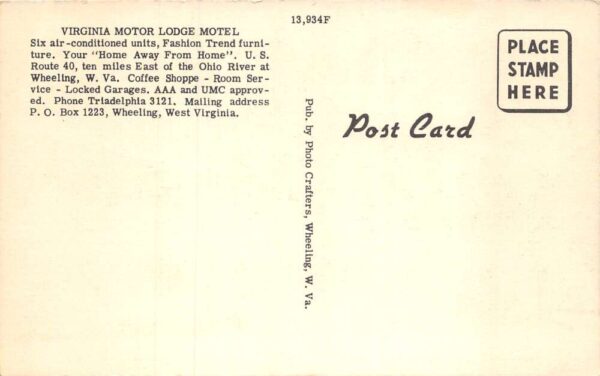 13,934F
VIRGINIA MOTOR LODGE MOTEL
Six air-conditioned units, Fashion Trend furni-
ture. Your "Home Away From Home". U. S.
Route 40, ten miles East of the Ohio River at
Wheeling, W. Va. Coffee Shoppe - Room Ser-
vice - Locked Garages. AAA and UMC approv-
ed. Phone Triadelphia 3121. Mailing address
P. O. Box 1223, Wheeling, West Virginia.
Pub. by Photo Crafters, Wheeling, W. Va.
Post Card
PLACE
STAMP
HERE